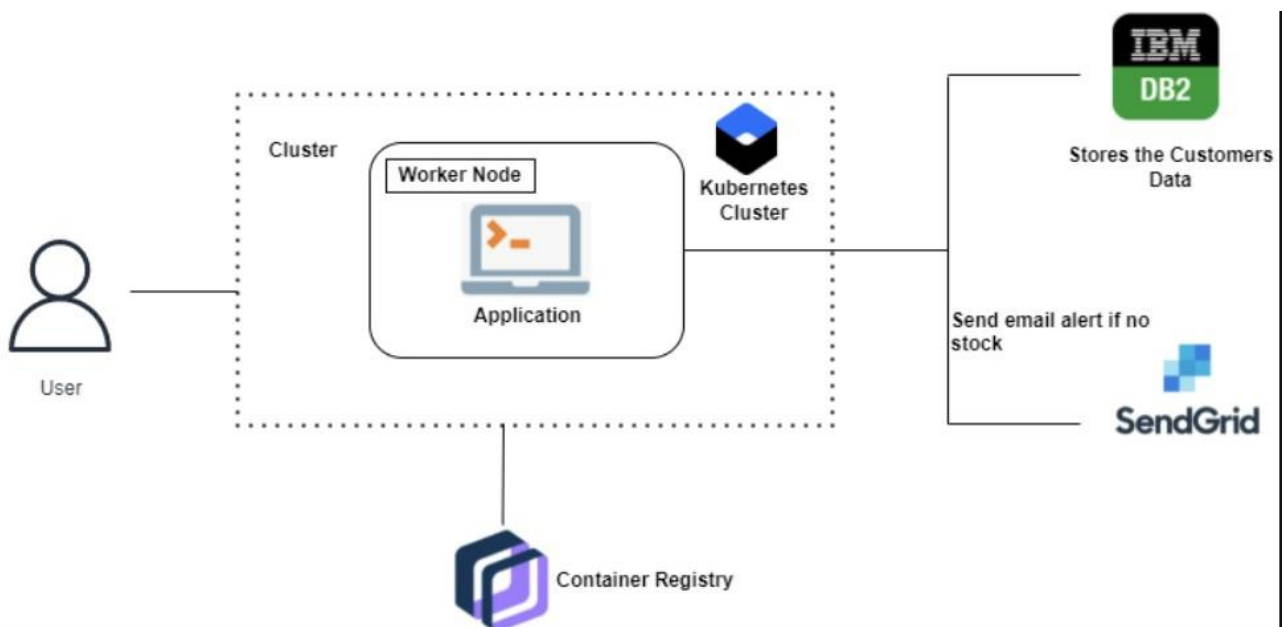 IBM
DB2
Stores the Customers
Data
Cluster
Worker Node
Kubernetes
Cluster
Application
User
Send email alert if no
stock
SendGrid
Container Registry